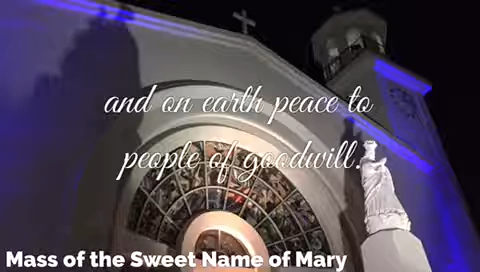 and on earth peace to
people of goodwill.
Mass of the Sweet Name of Mary